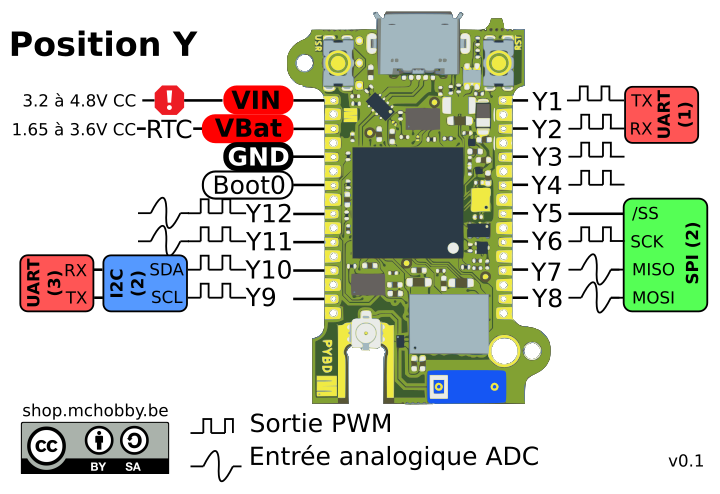 Position Y
USR
RST
3.2 à 4.8V CC ! VIN
1.65 à 3.6V CC RTC VBat
GND
Boot0
Y12
Y11
UART (3) RX I2C (2) SDA Y10
TX SCL Y9
Y1 TX UART (1)
Y2 RX
Y3
Y4
Y5 /SS SPI (2)
Y6 SCK
Y7 MISO
Y8 MOSI
PYBD
shop.mchobby.be
cc
BY SA
Sortie PWM
Entrée analogique ADC
v0.1